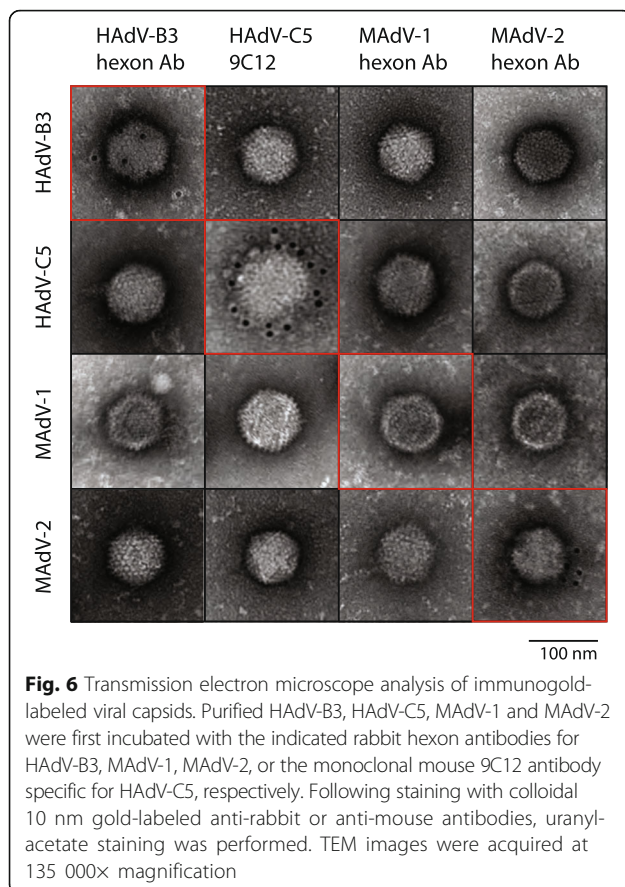 HAdV-B3 hexon Ab
HAdV-C5 9C12
MAdV-1 hexon Ab
MAdV-2 hexon Ab
HAdV-B3
HAdV-C5
MAdV-1
MAdV-2
100 nm
Fig. 6 Transmission electron microscope analysis of immunogold-
labeled viral capsids. Purified HAdV-B3, HAdV-C5, MAdV-1 and MAdV-2
were first incubated with the indicated rabbit hexon antibodies for
HAdV-B3, MAdV-1, MAdV-2, or the monoclonal mouse 9C12 antibody
specific for HAdV-C5, respectively. Following staining with colloidal
10 nm gold-labeled anti-rabbit or anti-mouse antibodies, uranyl-
acetate staining was performed. TEM images were acquired at
135 000× magnification